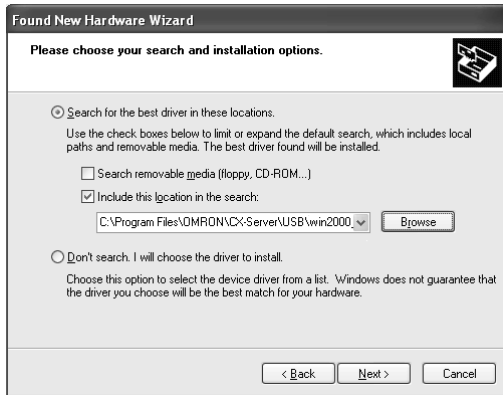 Found New Hardware Wizard
Please choose your search and installation options.
Search for the best driver in these locations.
Use the check boxes below to limit or expand the default search, which includes local
paths and removable media. The best driver found will be installed.
Search removable media (floppy, CD-ROM...)
Include this location in the search:
C:\Program Files\OMRON\CX-Server\USB\win2000_
Browse
Don't search. I will choose the driver to install.
Choose this option to select the device driver from a list. Windows does not guarantee that
the driver you choose will be the best match for your hardware.
< Back
Next >
Cancel